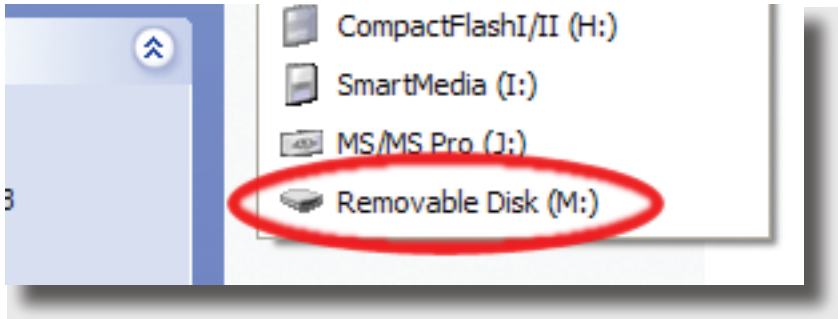 CompactFlashI/II (H:)
SmartMedia (I:)
MS/MS Pro (J:)
Removable Disk (M:)